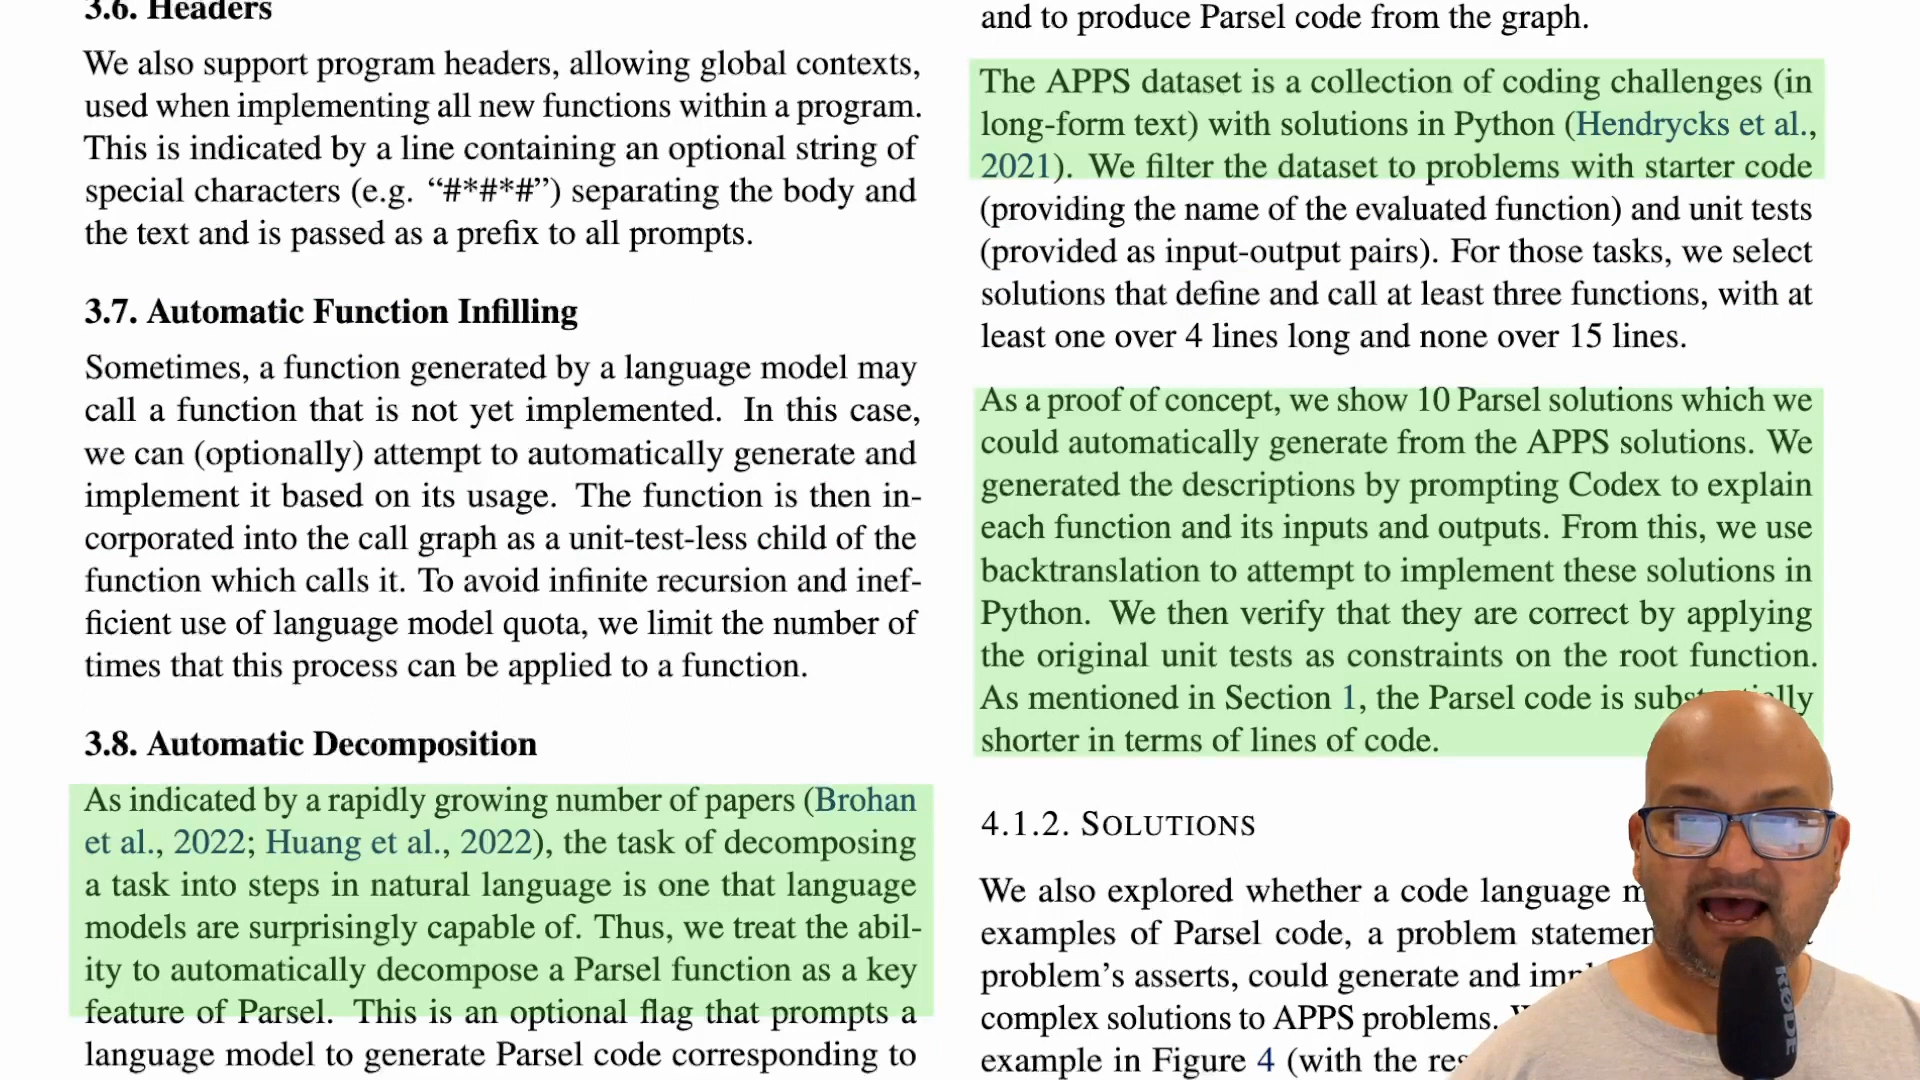 3.6. Headers
We also support program headers, allowing global contexts,
used when implementing all new functions within a program.
This is indicated by a line containing an optional string of
special characters (e.g. “#*#*#”) separating the body and
the text and is passed as a prefix to all prompts.
3.7. Automatic Function Infilling
Sometimes, a function generated by a language model may
call a function that is not yet implemented. In this case,
we can (optionally) attempt to automatically generate and
implement it based on its usage. The function is then in-
corporated into the call graph as a unit-test-less child of the
function which calls it. To avoid infinite recursion and inef-
ficient use of language model quota, we limit the number of
times that this process can be applied to a function.
3.8. Automatic Decomposition
As indicated by a rapidly growing number of papers (Brohan
et al., 2022; Huang et al., 2022), the task of decomposing
a task into steps in natural language is one that language
models are surprisingly capable of. Thus, we treat the abil-
ity to automatically decompose a Parsel function as a key
feature of Parsel. This is an optional flag that prompts a
language model to generate Parsel code corresponding to
and to produce Parsel code from the graph.
The APPS dataset is a collection of coding challenges (in
long-form text) with solutions in Python (Hendrycks et al.,
2021). We filter the dataset to problems with starter code
(providing the name of the evaluated function) and unit tests
(provided as input-output pairs). For those tasks, we select
solutions that define and call at least three functions, with at
least one over 4 lines long and none over 15 lines.
As a proof of concept, we show 10 Parsel solutions which we
could automatically generate from the APPS solutions. We
generated the descriptions by prompting Codex to explain
each function and its inputs and outputs. From this, we use
backtranslation to attempt to implement these solutions in
Python. We then verify that they are correct by applying
the original unit tests as constraints on the root function.
As mentioned in Section 1, the Parsel code is substantially
shorter in terms of lines of code.
4.1.2. SOLUTIONS
We also explored whether a code language
examples of Parsel code, a problem
problem’s asserts, could generate and
complex solutions to APPS problems.
example in Figure 4 (with the
RODE